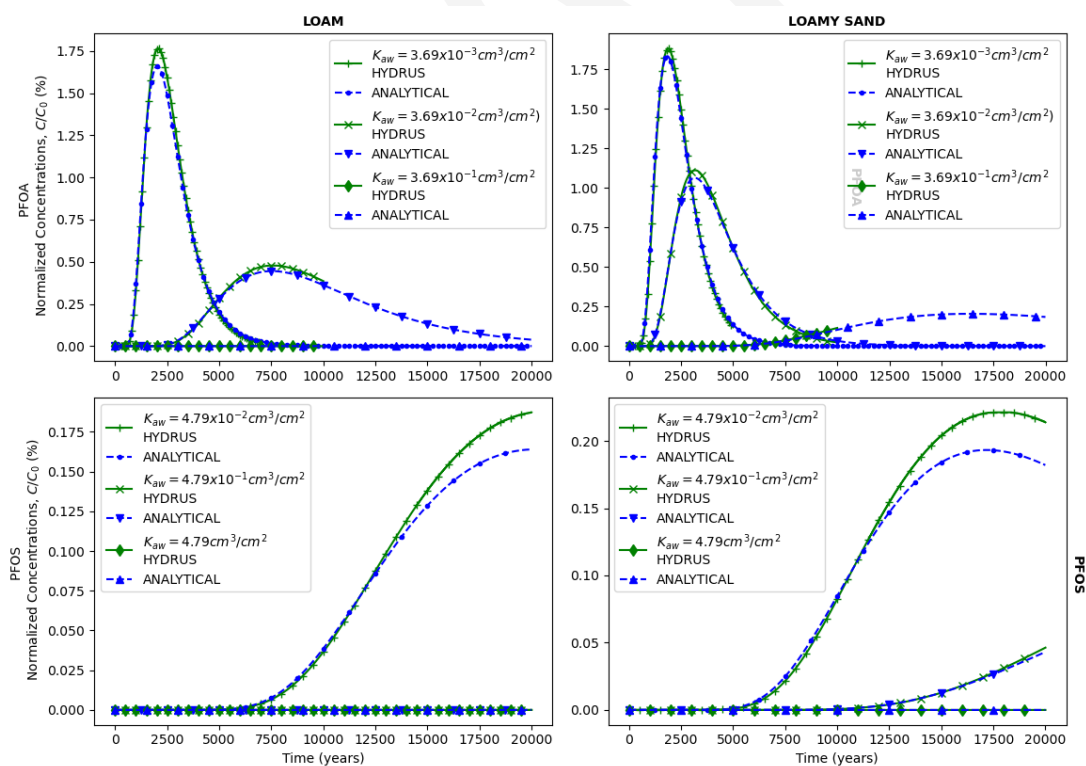 LOAM
LOAMY SAND
PFOA
Normalized Concentrations, C/C₀ (%)
1.75
1.50
1.25
1.00
0.75
0.50
0.25
0.00
K_aw = 3.69x10⁻³cm³/cm²
HYDRUS
ANALYTICAL
K_aw = 3.69x10⁻²cm³/cm²)
HYDRUS
ANALYTICAL
K_aw = 3.69x10⁻¹cm³/cm²
HYDRUS
ANALYTICAL
0 2500 5000 7500 10000 12500 15000 17500 20000
1.75
1.50
1.25
1.00
0.75
0.50
0.25
0.00
K_aw = 3.69x10⁻³cm³/cm²
HYDRUS
ANALYTICAL
K_aw = 3.69x10⁻²cm³/cm²)
HYDRUS
ANALYTICAL
K_aw = 3.69x10⁻¹cm³/cm²
HYDRUS
ANALYTICAL
PFOA
0 2500 5000 7500 10000 12500 15000 17500 20000
PFOS
Normalized Concentrations, C/C₀ (%)
0.175
0.150
0.125
0.100
0.075
0.050
0.025
0.000
K_aw = 4.79x10⁻²cm³/cm²
HYDRUS
ANALYTICAL
K_aw = 4.79x10⁻¹cm³/cm²
HYDRUS
ANALYTICAL
K_aw = 4.79cm³/cm²
HYDRUS
ANALYTICAL
0 2500 5000 7500 10000 12500 15000 17500 20000
Time (years)
0.20
0.15
0.10
0.05
0.00
K_aw = 4.79x10⁻²cm³/cm²
HYDRUS
ANALYTICAL
K_aw = 4.79x10⁻¹cm³/cm²
HYDRUS
ANALYTICAL
K_aw = 4.79cm³/cm²
HYDRUS
ANALYTICAL
0 2500 5000 7500 10000 12500 15000 17500 20000
Time (years)
PFOS